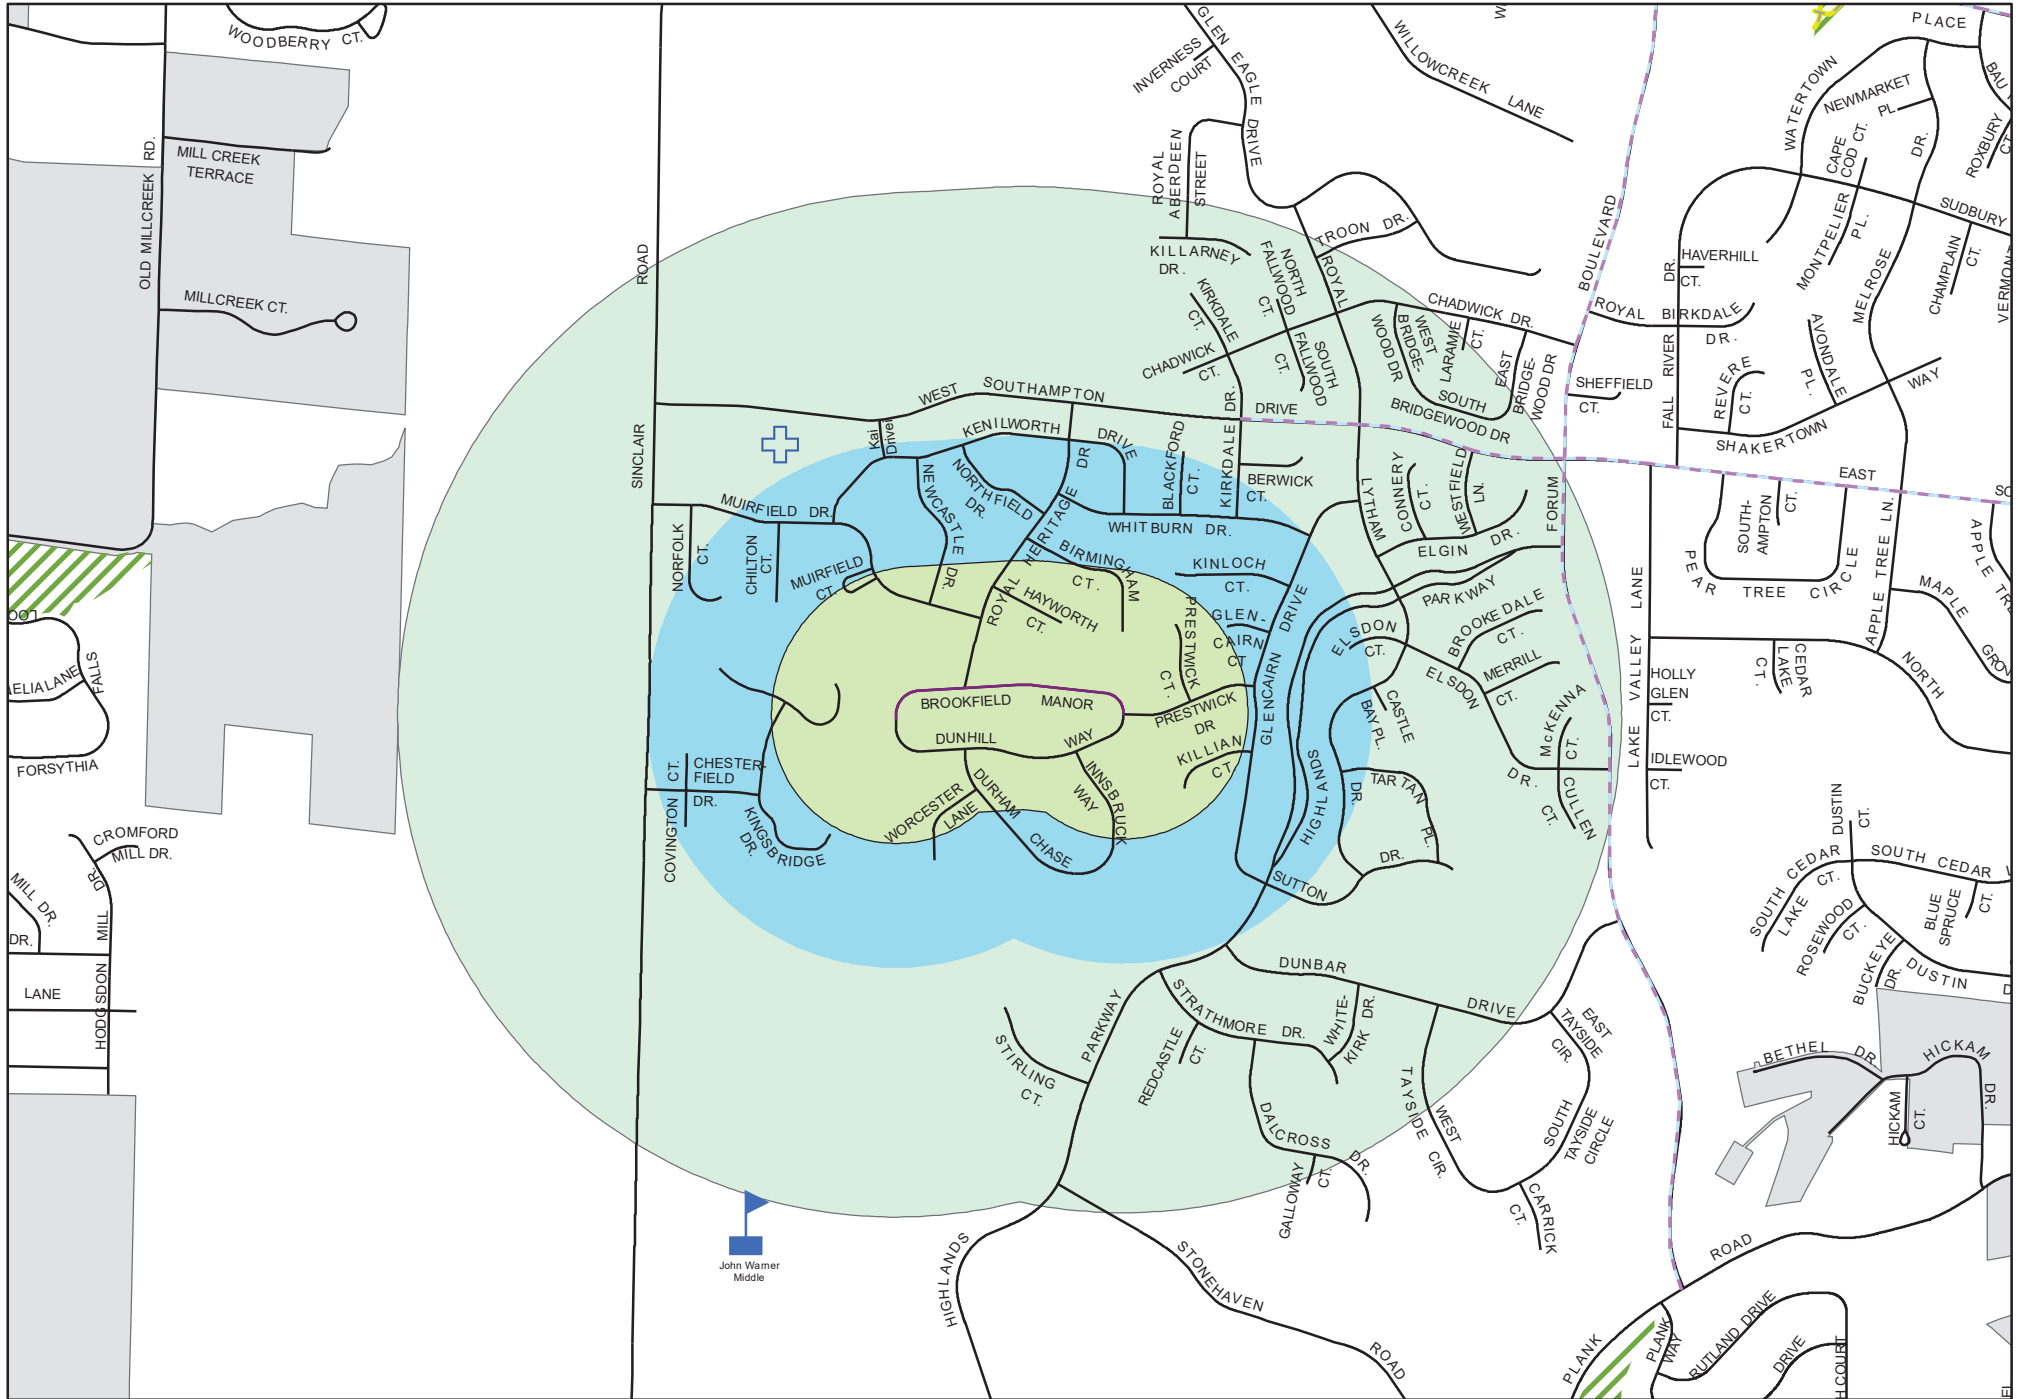 WOODBERRY CT.
OLD MILLCREEK RD.
MILL CREEK
TERRACE
MILLCREEK CT.
SINCLAIR ROAD
GLEN EAGLE DRIVE
INVERNESS
COURT
WILLOWCREEK LANE
ROYAL
ABERDEEN
STREET
KILLARNEY
DR.
TROON DR.
NORTH
FALLWOOD
CT.
KIRKDALE
CT.
CHADWICK
CT.
SOUTH
FALLWOOD
CT.
ROYAL
LYTHAM
CHADWICK DR.
WEST
BRIDGE-
WOOD DR
LARAMIE
CT.
EAST
BRIDGE-
WOOD DR
SOUTH
BRIDGEWOOD DR
BOULEVARD
SHEFFIELD
CT.
ROYAL BIRKDALE
DR.
FALL RIVER DR.
HAVERHILL
CT.
REVERE
CT.
AVONDALE
PL.
SHAKERTOWN
WAY
WATERTOWN
PLACE
NEWMARKET
PL
CAPE
COD CT.
MONTPELIER
PL.
MELROSE DR.
SUDBURY
CHAMPLAIN
CT.
ROXBURY
CT.
WEST SOUTHAMPTON DRIVE
EAST
Kai
Drive
KENILWORTH DRIVE
NORTHFIELD
DR.
NEWCASTLE DR.
ROYAL HERITAGE DR
BLACKFORD
CT.
KIRKDALE DR.
BERWICK
CT.
WHITBURN DR.
MUIRFIELD DR.
NORFOLK
CT.
CHILTON
CT.
MUIRFIELD
CT.
BIRMINGHAM
CT.
HAYWORTH
CT.
KINLOCH
CT.
GLEN-
CAIRN
CT
GLENCAIRN DRIVE
PRESTWICK
CT.
PRESTWICK
DR
KILLIAN
CT.
BROOKFIELD MANOR
DUNHILL WAY
DURHAM CHASE
WORCESTER
LANE
INNSBRUCK
WAY
CHESTER-
FIELD
DR.
COVINGTON CT.
KINGSBRIDGE
DR.
CONNERY
CT.
WESTFIELD
LN.
ELGIN DR.
FORUM
PARKWAY
ELSDON
CT.
BROOKEDALE
CT.
MERRILL
CT.
ELSDON DR.
McKENNA
CT.
CULLEN
CT.
CASTLE
BAY PL.
HIGHLANDS
TARTAN PL.
SUTTON DR.
DR.
SOUTH-
AMPTON
CT.
PEAR TREE CIRCLE
APPLE TREE LN.
MAPLE
NORTH
LAKE VALLEY LANE
CEDAR
LAKE
CT.
HOLLY
GLEN
CT.
IDLEWOOD
CT.
DUSTIN
CT.
SOUTH CEDAR
LAKE
CT.
SOUTH CEDAR
ROSEWOOD
CT.
BLUE
SPRUCE
CT.
BUCKEYE
DR.
DUSTIN
BETHEL DR.
HICKAM DR.
HICKAM
CT.
DUNBAR DRIVE
STRATHMORE DR.
WHITE-
KIRK DR.
REDCASTLE
CT.
STIRLING
CT.
PARKWAY
HIGHLANDS
DALCROSS DR.
GALLOWAY
CT.
WEST
TAYSIDE CIR.
EAST
TAYSIDE
CIR.
SOUTH
TAYSIDE
CIRCLE
CARRICK
CT.
STONEHAVEN ROAD
PLANK ROAD
PLANK
WAY
RUTLAND DRIVE
DRIVE
COURT
John Warner
Middle
FALLS
FORSYTHIA
CROMFORD
MILL DR.
MILL DR.
DR.
LANE
HODGSDON MILL DR.